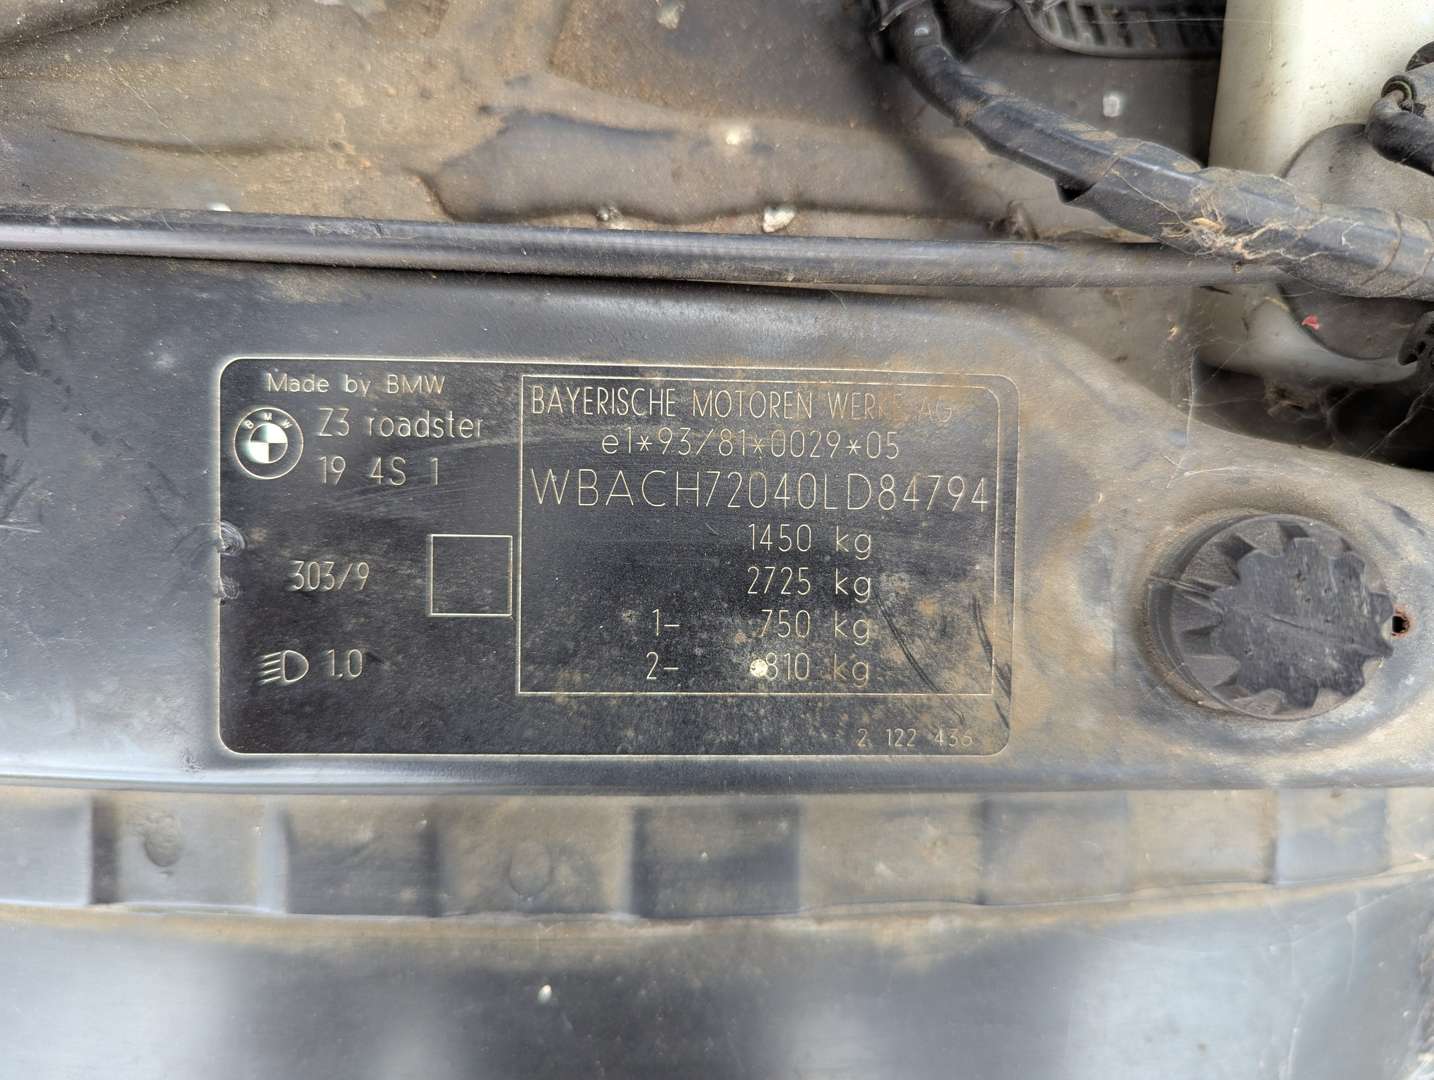 Made by BMW
BMW
Z3 roadster
19 4S 1
303/9
1.0
BAYERISCHE MOTOREN WERKE AG
e1*93/81*0029*05
WBACH72040LD84794
1450 kg
2725 kg
1- 750 kg
2- 810 kg
2 122 436